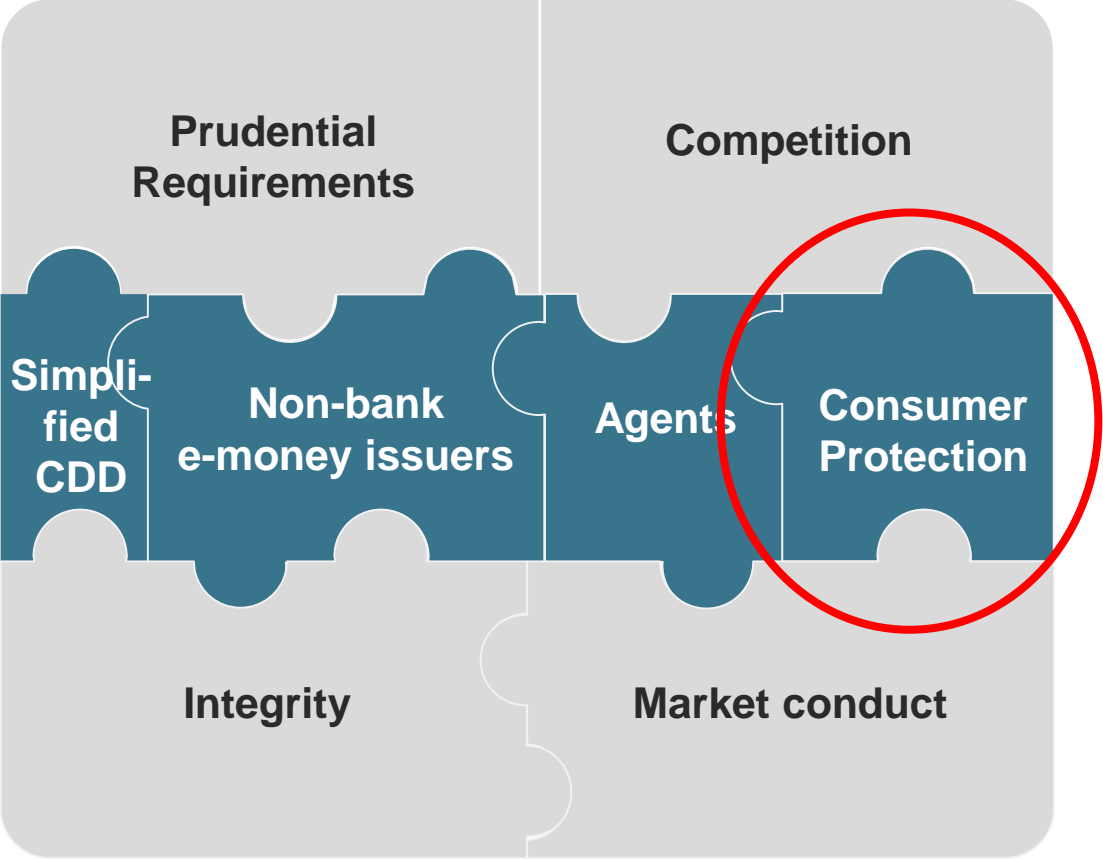 Prudential
Requirements
Competition
Simpli-
fied
CDD
Non-bank
e-money issuers
Agents
Consumer
Protection
Integrity
Market conduct